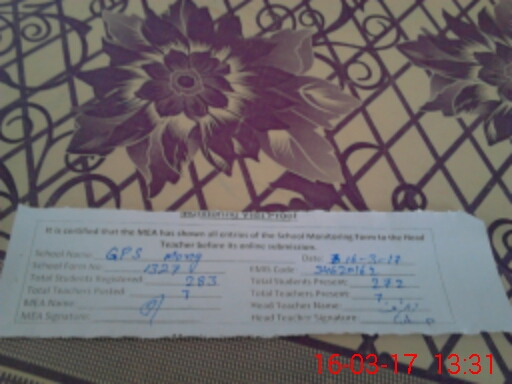 Monitoring Visit Proof
It is certified that the MEA has shown all entries of the School Monitoring form to the Head
Teacher before its online submission.
School Name: GPS Date: 16-3-17
School Form No: 1327 EMIS Code:
Total Students Registered: 283 Total Students Present: 272
Total Teachers Posted: 7 Total Teachers Present: 7
MEA Name: Head Teacher Name:
MEA Signature: Head Teacher Signature
16-03-17 13:31